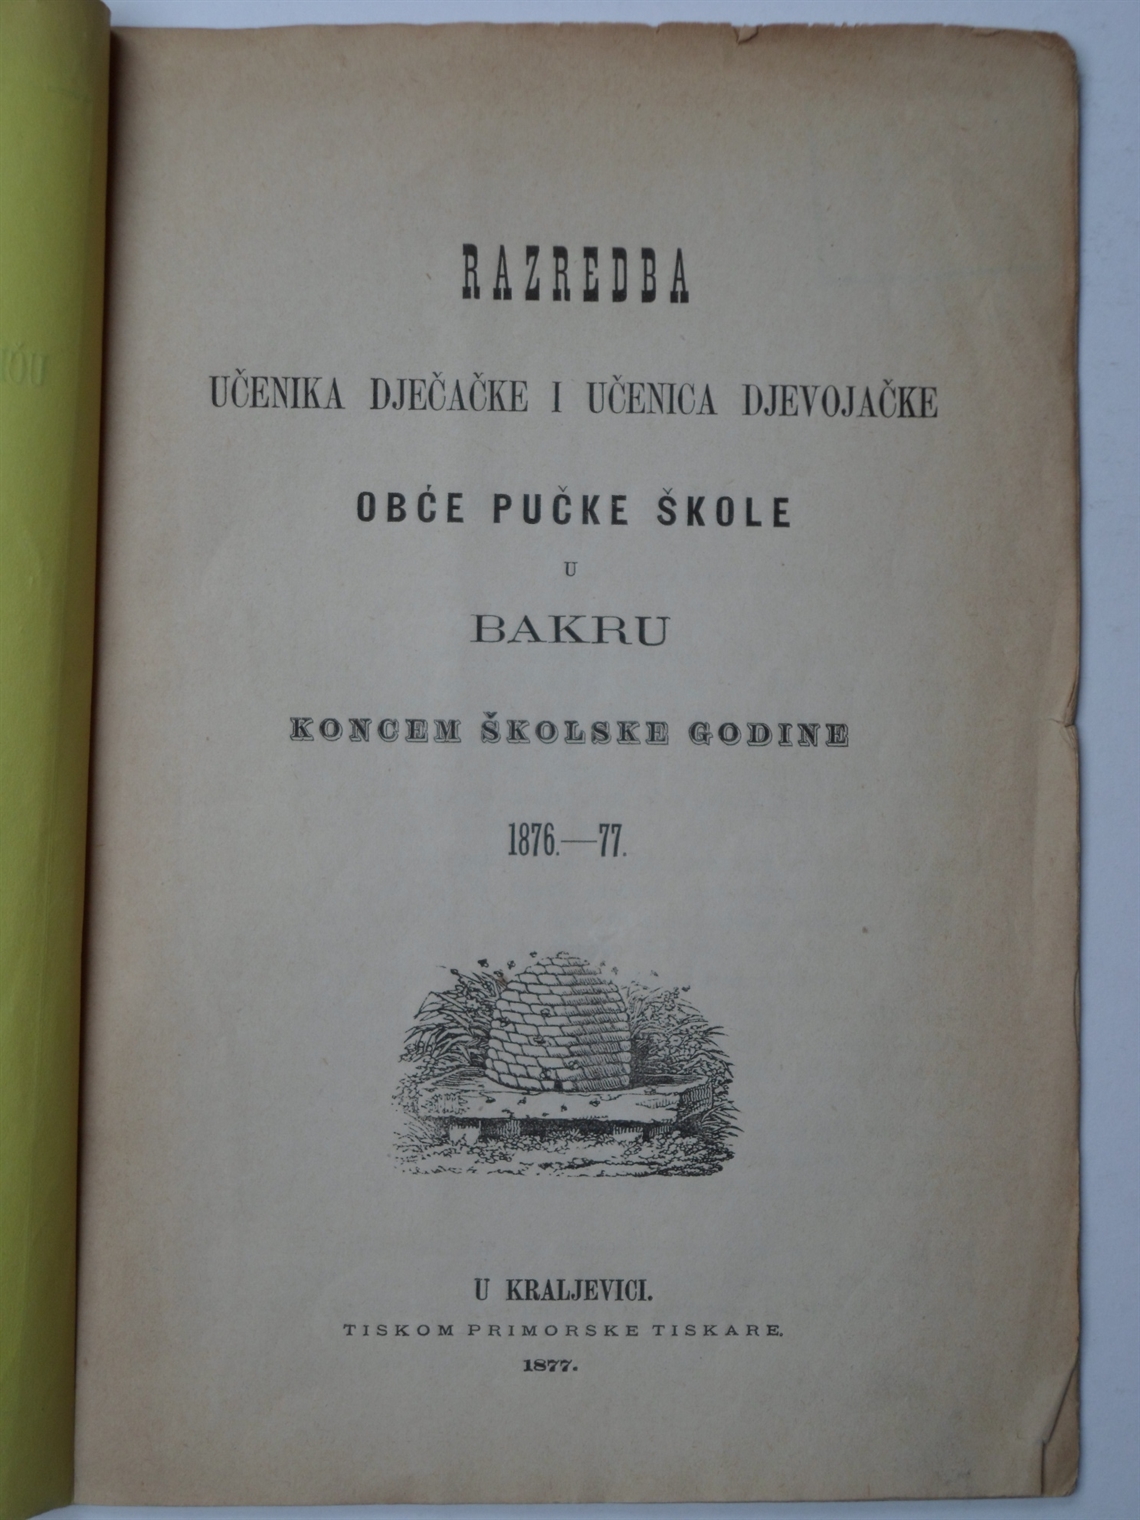 RAZREDBA
UČENIKA DJEČAČKE I UČENICA DJEVOJAČKE
OBĆE PUČKE ŠKOLE
U
BAKRU
KONCEM ŠKOLSKE GODINE
1876.—77.
U KRALJEVICI.
TISKOM PRIMORSKE TISKARE.
1877.